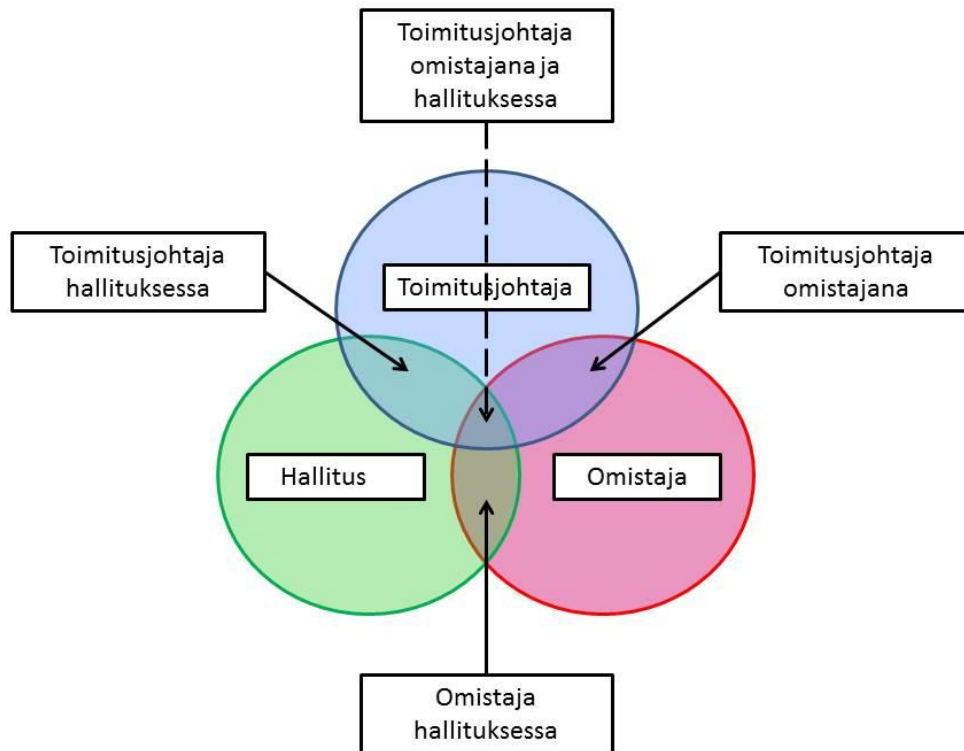 Toimitusjohtaja
omistajana ja
hallituksessa
Toimitusjohtaja
hallituksessa
Toimitusjohtaja
Toimitusjohtaja
omistajana
Hallitus
Omistaja
Omistaja
hallituksessa